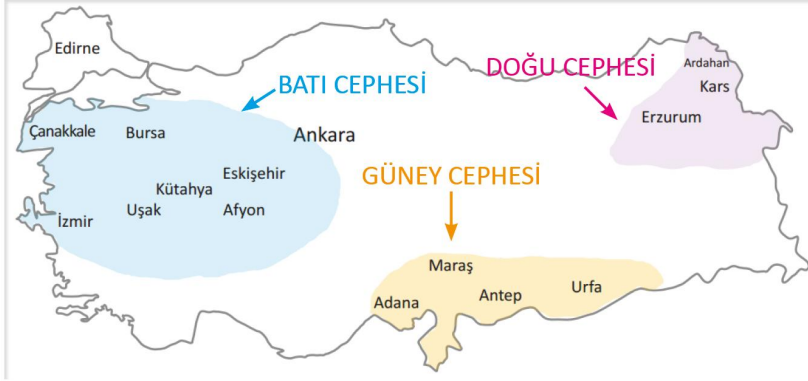 Edirne
DOĞU CEPHESİ
Ardahan
Kars
Erzurum
BATI CEPHESİ
Çanakkale
Bursa
Ankara
Eskişehir
Kütahya
Uşak
Afyon
İzmir
GÜNEY CEPHESİ
Maraş
Adana
Antep
Urfa